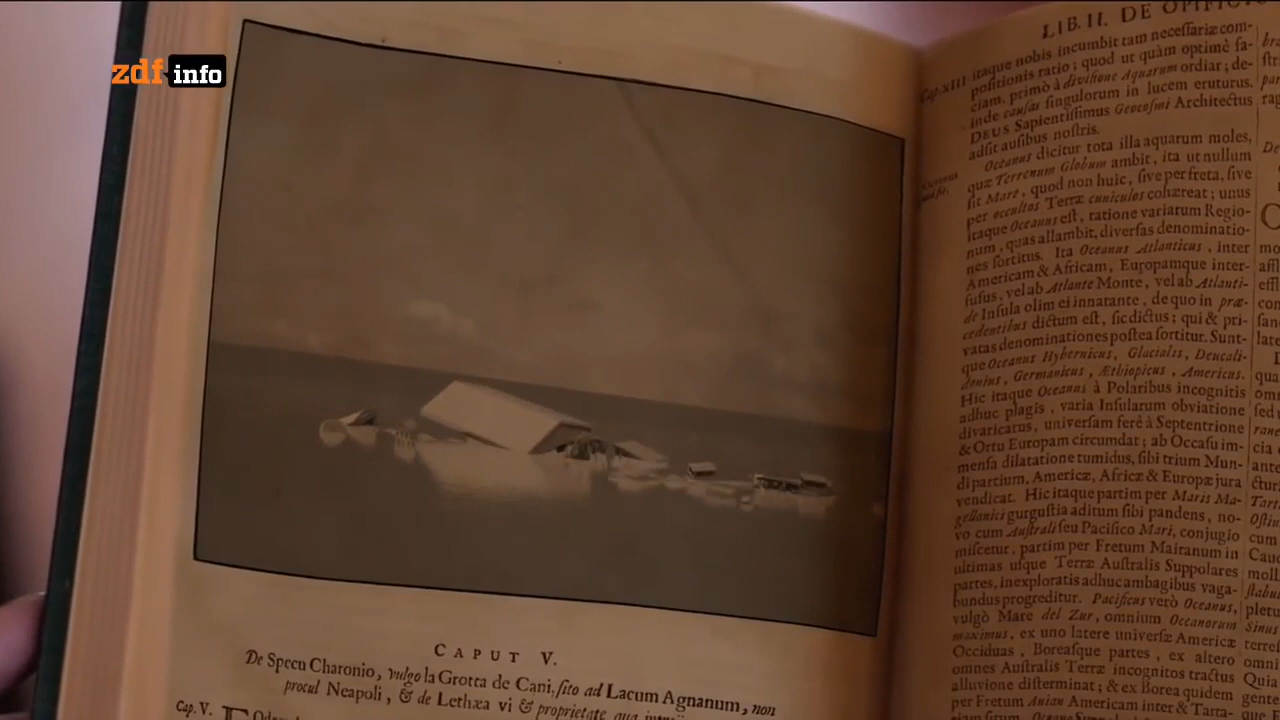 zdf info
CAPUT V.
De Specu Charonio, vulgo la Grotta de Cani, sito ad Lacum Agnanum, non
procul Neapoli, & de Lethæa vi & proprietate qua
Cap. V.
LIB. II. DE OPIFIC
Cap. XIII.
itaque nobis incumbit tam neceſſariæ com-
poſitionis ratio; quod ut quàm optimè fa-
ciam, primò à diviſione Aquarum ordiar; de-
inde cauſas ſingulorum in lucem eruturus.
DEUS Sapientiſſimus Geocoſmi Architectus
adſit auſibus noſtris.
Oceanus dicitur tota illa aquarum moles,
quæ Terrenum Globum ambit, ita ut nullum
ſit Mare, quod non huic, ſive per freta, ſive
per occultos Terræ cuniculos cohæreat; unus
itaque Oceanus eſt, ratione variarum Regio-
num, quas allambit, diverſas denominatio-
nes ſortitus. Ita Oceanus Atlanticus, inter
Americam & Africam, Europamque inter-
fuſus, vel ab Atlante Monte, vel ab Atlanti-
de Inſula olim ei innatante, de quo in præ-
cedentibus dictum eſt, ſic dictus; qui & pri-
vatas denominationes poſtea ſortitur. Sunt-
que Oceanus Hybernicus, Glacialis, Deucali-
donius, Germanicus, Æthiopicus, Americus.
Hic itaque Oceanus à Polaribus incognitis
adhuc plagis, varia Inſularum obviatione
divaricatus, univerſam ferè à Septentrione
& Ortu Europam circumdat; ab Occaſu im-
menſa dilatatione tumidus, ſibi trium Mun-
di partium, Americæ, Africæ & Europæ jura
vendicat. Hic itaque partim per Maris Ma-
gellanici gurguſtia aditum ſibi pandens, no-
vo cum Auſtrali ſeu Pacifico Mari, conjugio
miſcetur, partim per Fretum Mairanum in
ultimas uſque Terræ Auſtralis Suppolares
partes, inexploratis adhuc ambagibus vaga-
bundus progreditur. Pacificus verò Oceanus,
vulgò Mare del Zur, omnium Oceanorum
maximus, ex uno latere univerſæ Americæ
Occiduas, Boreaſque partes, ex altero
omnes Auſtralis Terræ incognitos tractus
alluvione diſterminat; & ex Borea quidem
per Fretum Anian Americam inter & Tarta-